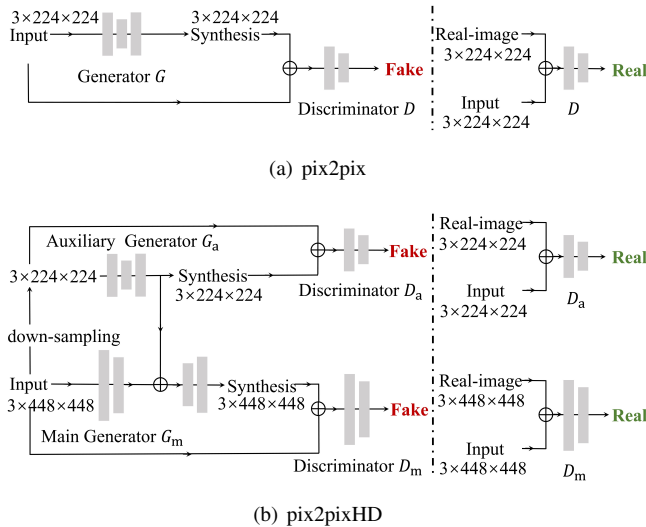 3×224×224
3×224×224
Input
Synthesis
Generator G
Discriminator D
Fake
Real-image
3×224×224
Input
3×224×224
D
Real
(a) pix2pix
Auxiliary Generator Ga
3×224×224
Synthesis
3×224×224
Discriminator Da
Fake
Real-image
3×224×224
Input
3×224×224
Da
Real
down-sampling
Input
3×448×448
Main Generator Gm
Synthesis
3×448×448
Discriminator Dm
Fake
Real-image
3×448×448
Input
3×448×448
Dm
Real
(b) pix2pixHD